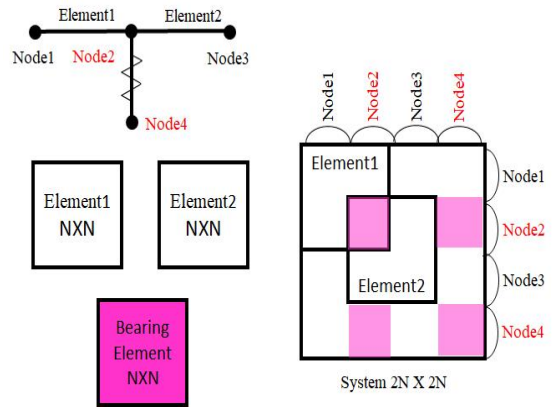 Element1 Element2
Node1 Node2 Node3
Node4
Element1
NXN
Element2
NXN
Bearing
Element
NXN
Node1 Node2 Node3 Node4
Element1
Element2
Node1
Node2
Node3
Node4
System 2N X 2N